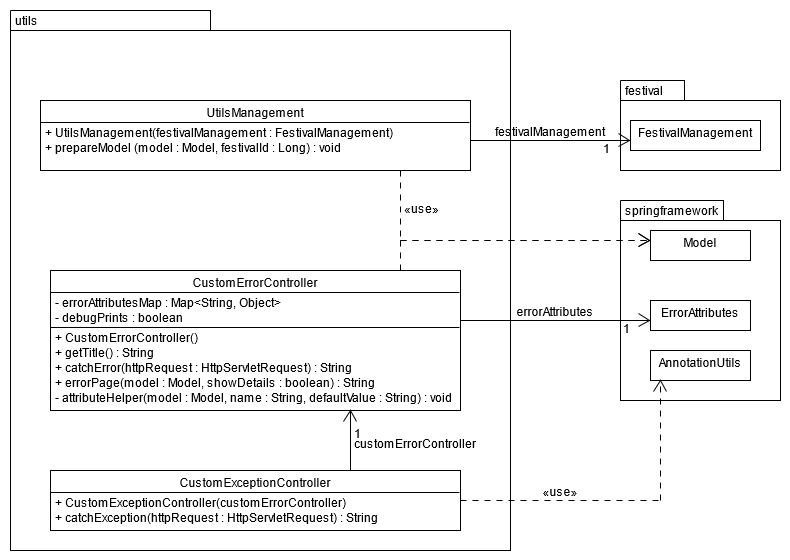 utils
UtilsManagement
+ UtilsManagement(festivalManagement : FestivalManagement)
+ prepareModel (model : Model, festivalId : Long) : void
festivalManagement
1
festival
FestivalManagement
«use»
springframework
Model
CustomErrorController
- errorAttributesMap : Map<String, Object>
- debugPrints : boolean
+ CustomErrorController()
+ getTitle() : String
+ catchError(httpRequest : HttpServletRequest) : String
+ errorPage(model : Model, showDetails : boolean) : String
- attributeHelper(model : Model, name : String, defaultValue : String) : void
errorAttributes
1
ErrorAttributes
AnnotationUtils
1
customErrorController
CustomExceptionController
+ CustomExceptionController(customErrorController)
+ catchException(httpRequest : HttpServletRequest) : String
«use»